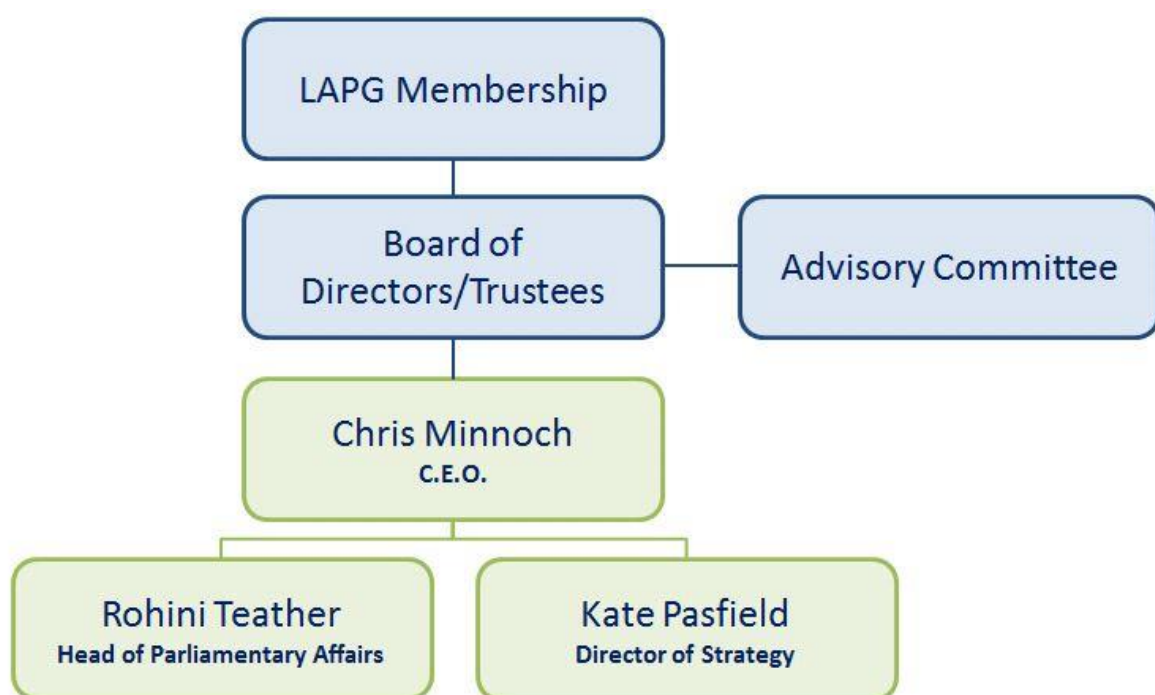 LAPG Membership
Board of
Directors/Trustees
Advisory Committee
Chris Minnoch
C.E.O.
Rohini Teather
Head of Parliamentary Affairs
Kate Pasfield
Director of Strategy